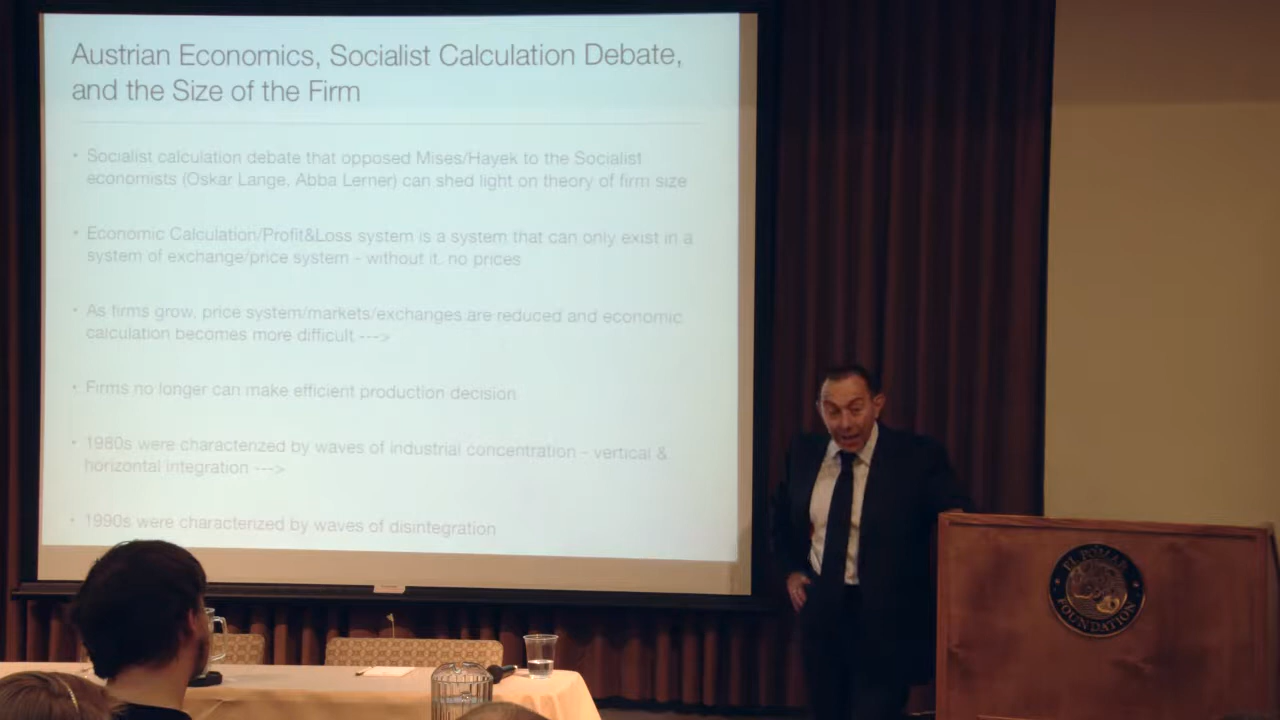 Austrian Economics, Socialist Calculation Debate,
and the Size of the Firm
• Socialist calculation debate that opposed Mises/Hayek to the Socialist
economists (Oskar Lange, Abba Lerner) can shed light on theory of firm size
• Economic Calculation/Profit&Loss system is a system that can only exist in a
system of exchange/price system - without it, no prices
• As firms grow, price system/markets/exchanges are reduced and economic
calculation becomes more difficult --->
• Firms no longer can make efficient production decision
• 1980s were characterized by waves of industrial concentration - vertical &
horizontal integration --->
• 1990s were characterized by waves of disintegration
EL POMAR
FOUNDATION